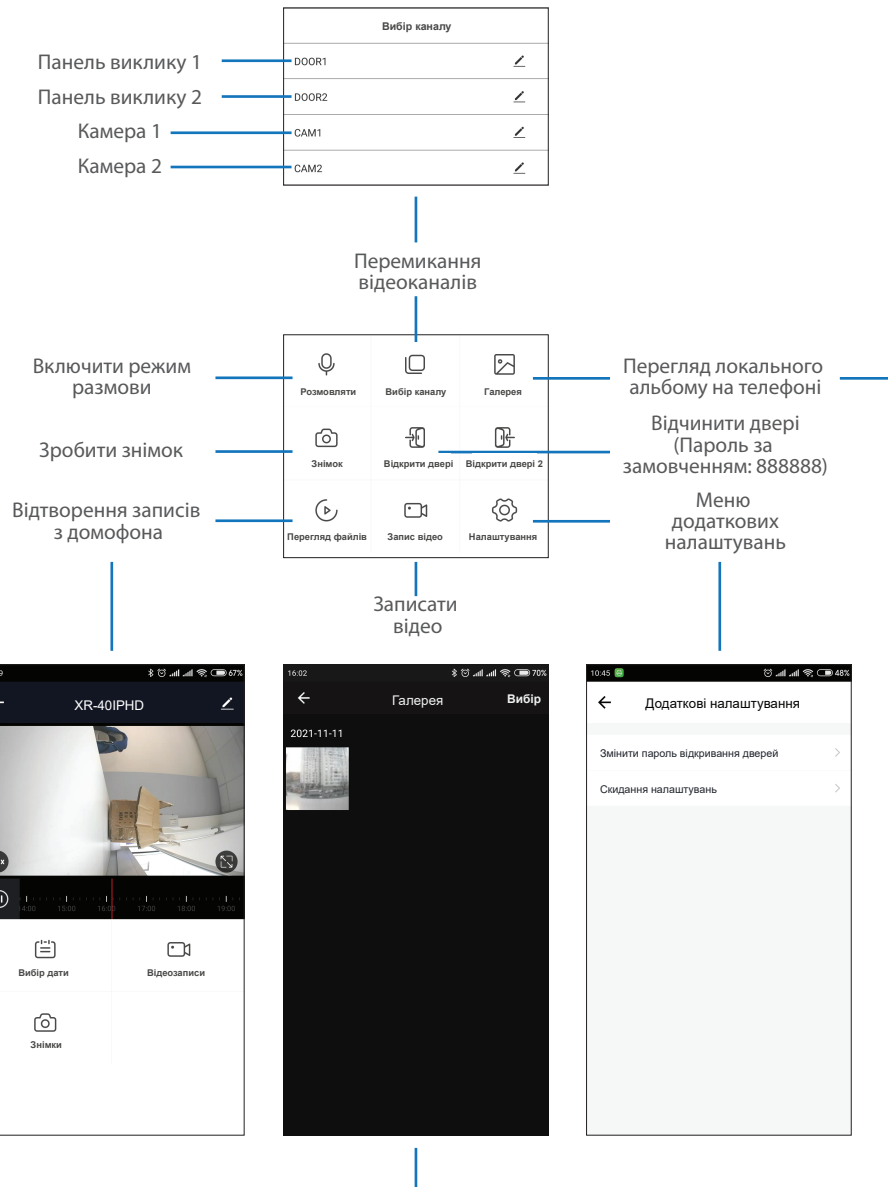 Вибір каналу
Панель виклику 1
DOOR1
Панель виклику 2
DOOR2
Камера 1
CAM1
Камера 2
CAM2
Перемикання
відеоканалів
Включити режим
размови
Розмовляти
Вибір каналу
Галерея
Перегляд локального
альбому на телефоні
Зробити знімок
Знімок
Відкрити двері
Відкрити двері 2
Відчинити двері
(Пароль за
замовченням: 888888)
Відтворення записів
з домофона
Перегляд файлів
Запис відео
Налаштування
Меню
додаткових
налаштувань
Записати
відео
67%
XR-40IPHD
15:00
17:00
18:00
19:00
Вибір дати
Відеозаписи
Знімки
16:02
70%
Галерея
Вибір
2021-11-11
10:45
48%
Додаткові налаштування
Змінити пароль відкривання дверей
Скидання налаштувань